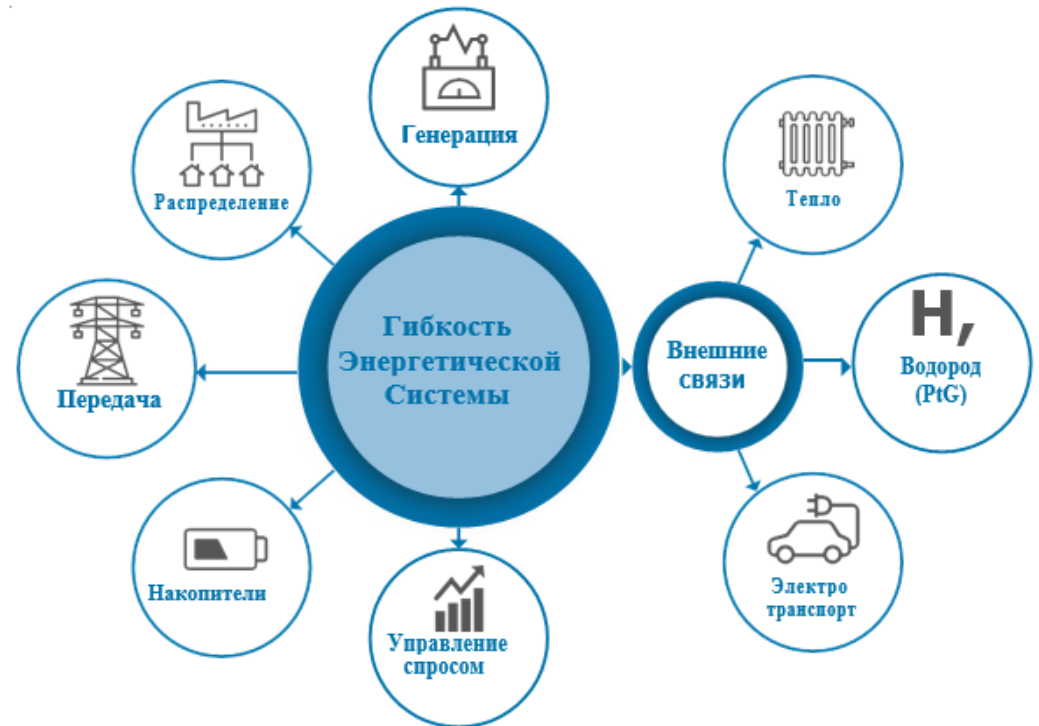 Генерация
Распределение
Тепло
Передача
Гибкость
Энергетической
Системы
Внешние
связи
H,
Водород
(PtG)
Накопители
Управление
спросом
Электро
транспорт